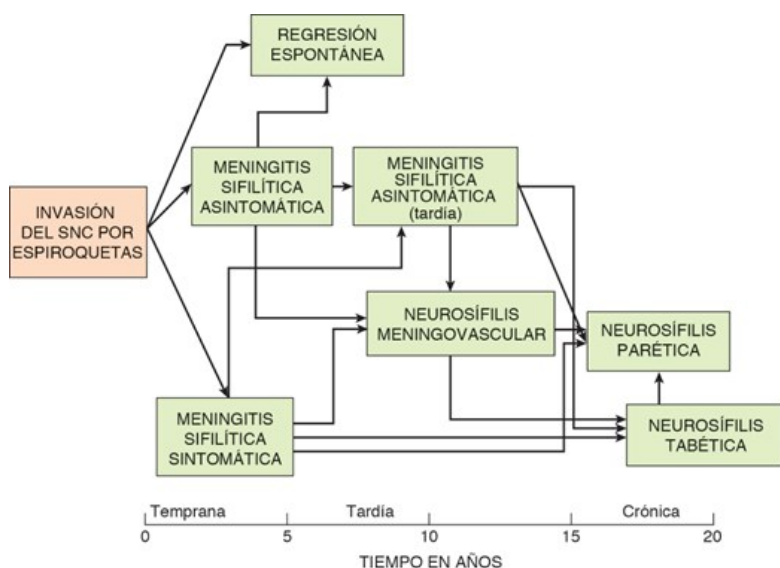 REGRESIÓN
ESPONTÁNEA
MENINGITIS
SIFILÍTICA
ASINTOMÁTICA
MENINGITIS
SIFILÍTICA
ASINTOMÁTICA
(tardía)
INVASIÓN
DEL SNC POR
ESPIROQUETAS
NEUROSÍFILIS
MENINGOVASCULAR
NEUROSÍFILIS
PARÉTICA
MENINGITIS
SIFILÍTICA
SINTOMÁTICA
NEUROSÍFILIS
TABÉTICA
Temprana Tardía Crónica
0 5 10 15 20
TIEMPO EN AÑOS